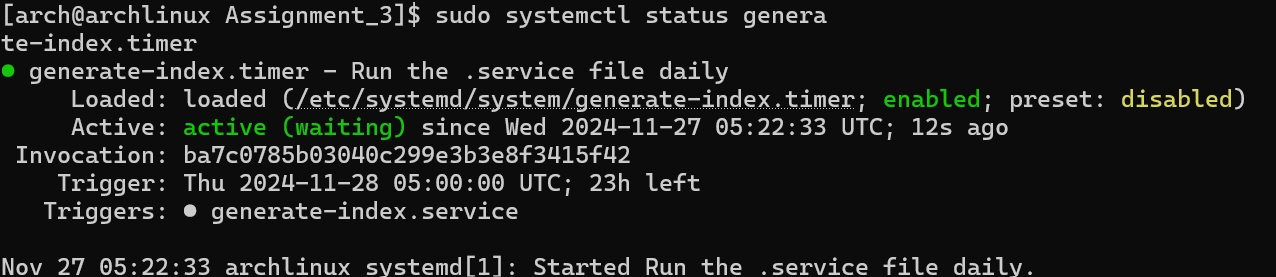 [arch@archlinux Assignment_3]$ sudo systemctl status genera
te-index.timer
● generate-index.timer - Run the .service file daily
Loaded: loaded (/etc/systemd/system/generate-index.timer; enabled; preset: disabled)
Active: active (waiting) since Wed 2024-11-27 05:22:33 UTC; 12s ago
Invocation: ba7c0785b03040c299e3b3e8f3415f42
Trigger: Thu 2024-11-28 05:00:00 UTC; 23h left
Triggers: ● generate-index.service
Nov 27 05:22:33 archlinux systemd[1]: Started Run the .service file daily.